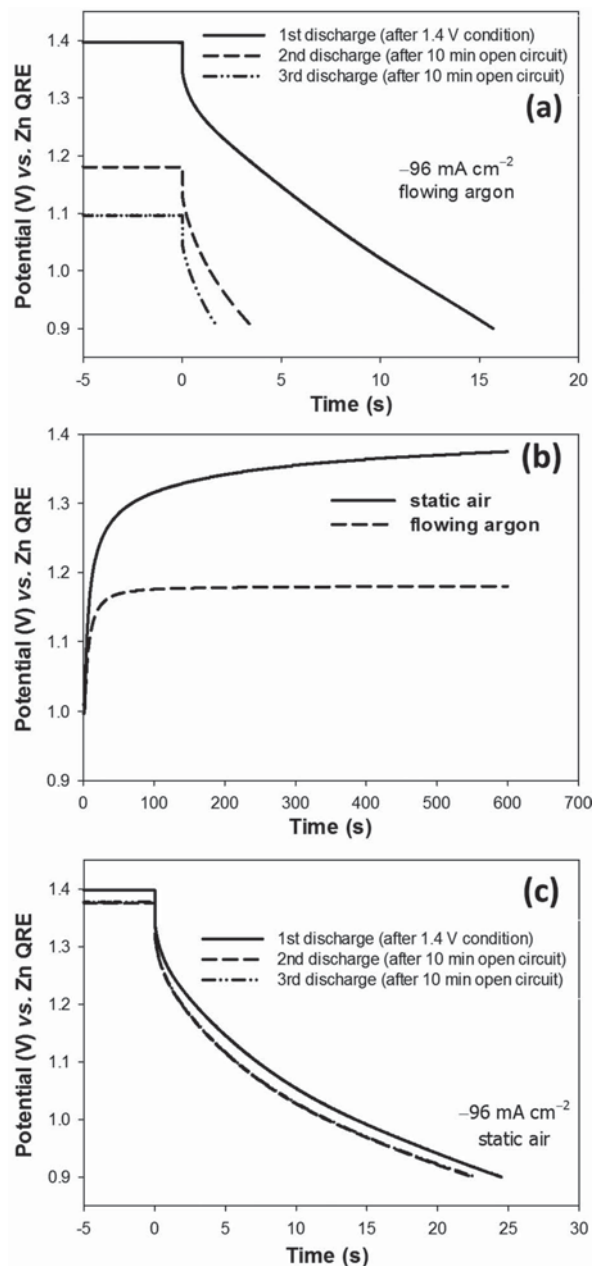 1st discharge (after 1.4 V condition)
2nd discharge (after 10 min open circuit)
3rd discharge (after 10 min open circuit)
(a)
−96 mA cm⁻²
flowing argon
Potential (V) vs. Zn QRE
1.4
1.3
1.2
1.1
1.0
0.9
-5
0
5
10
15
20
Time (s)
(b)
static air
flowing argon
Potential (V) vs. Zn QRE
1.4
1.3
1.2
1.1
1.0
0.9
0
100
200
300
400
500
600
700
Time (s)
(c)
1st discharge (after 1.4 V condition)
2nd discharge (after 10 min open circuit)
3rd discharge (after 10 min open circuit)
−96 mA cm⁻²
static air
Potential (V) vs. Zn QRE
1.4
1.3
1.2
1.1
1.0
0.9
-5
0
5
10
15
20
25
30
Time (s)